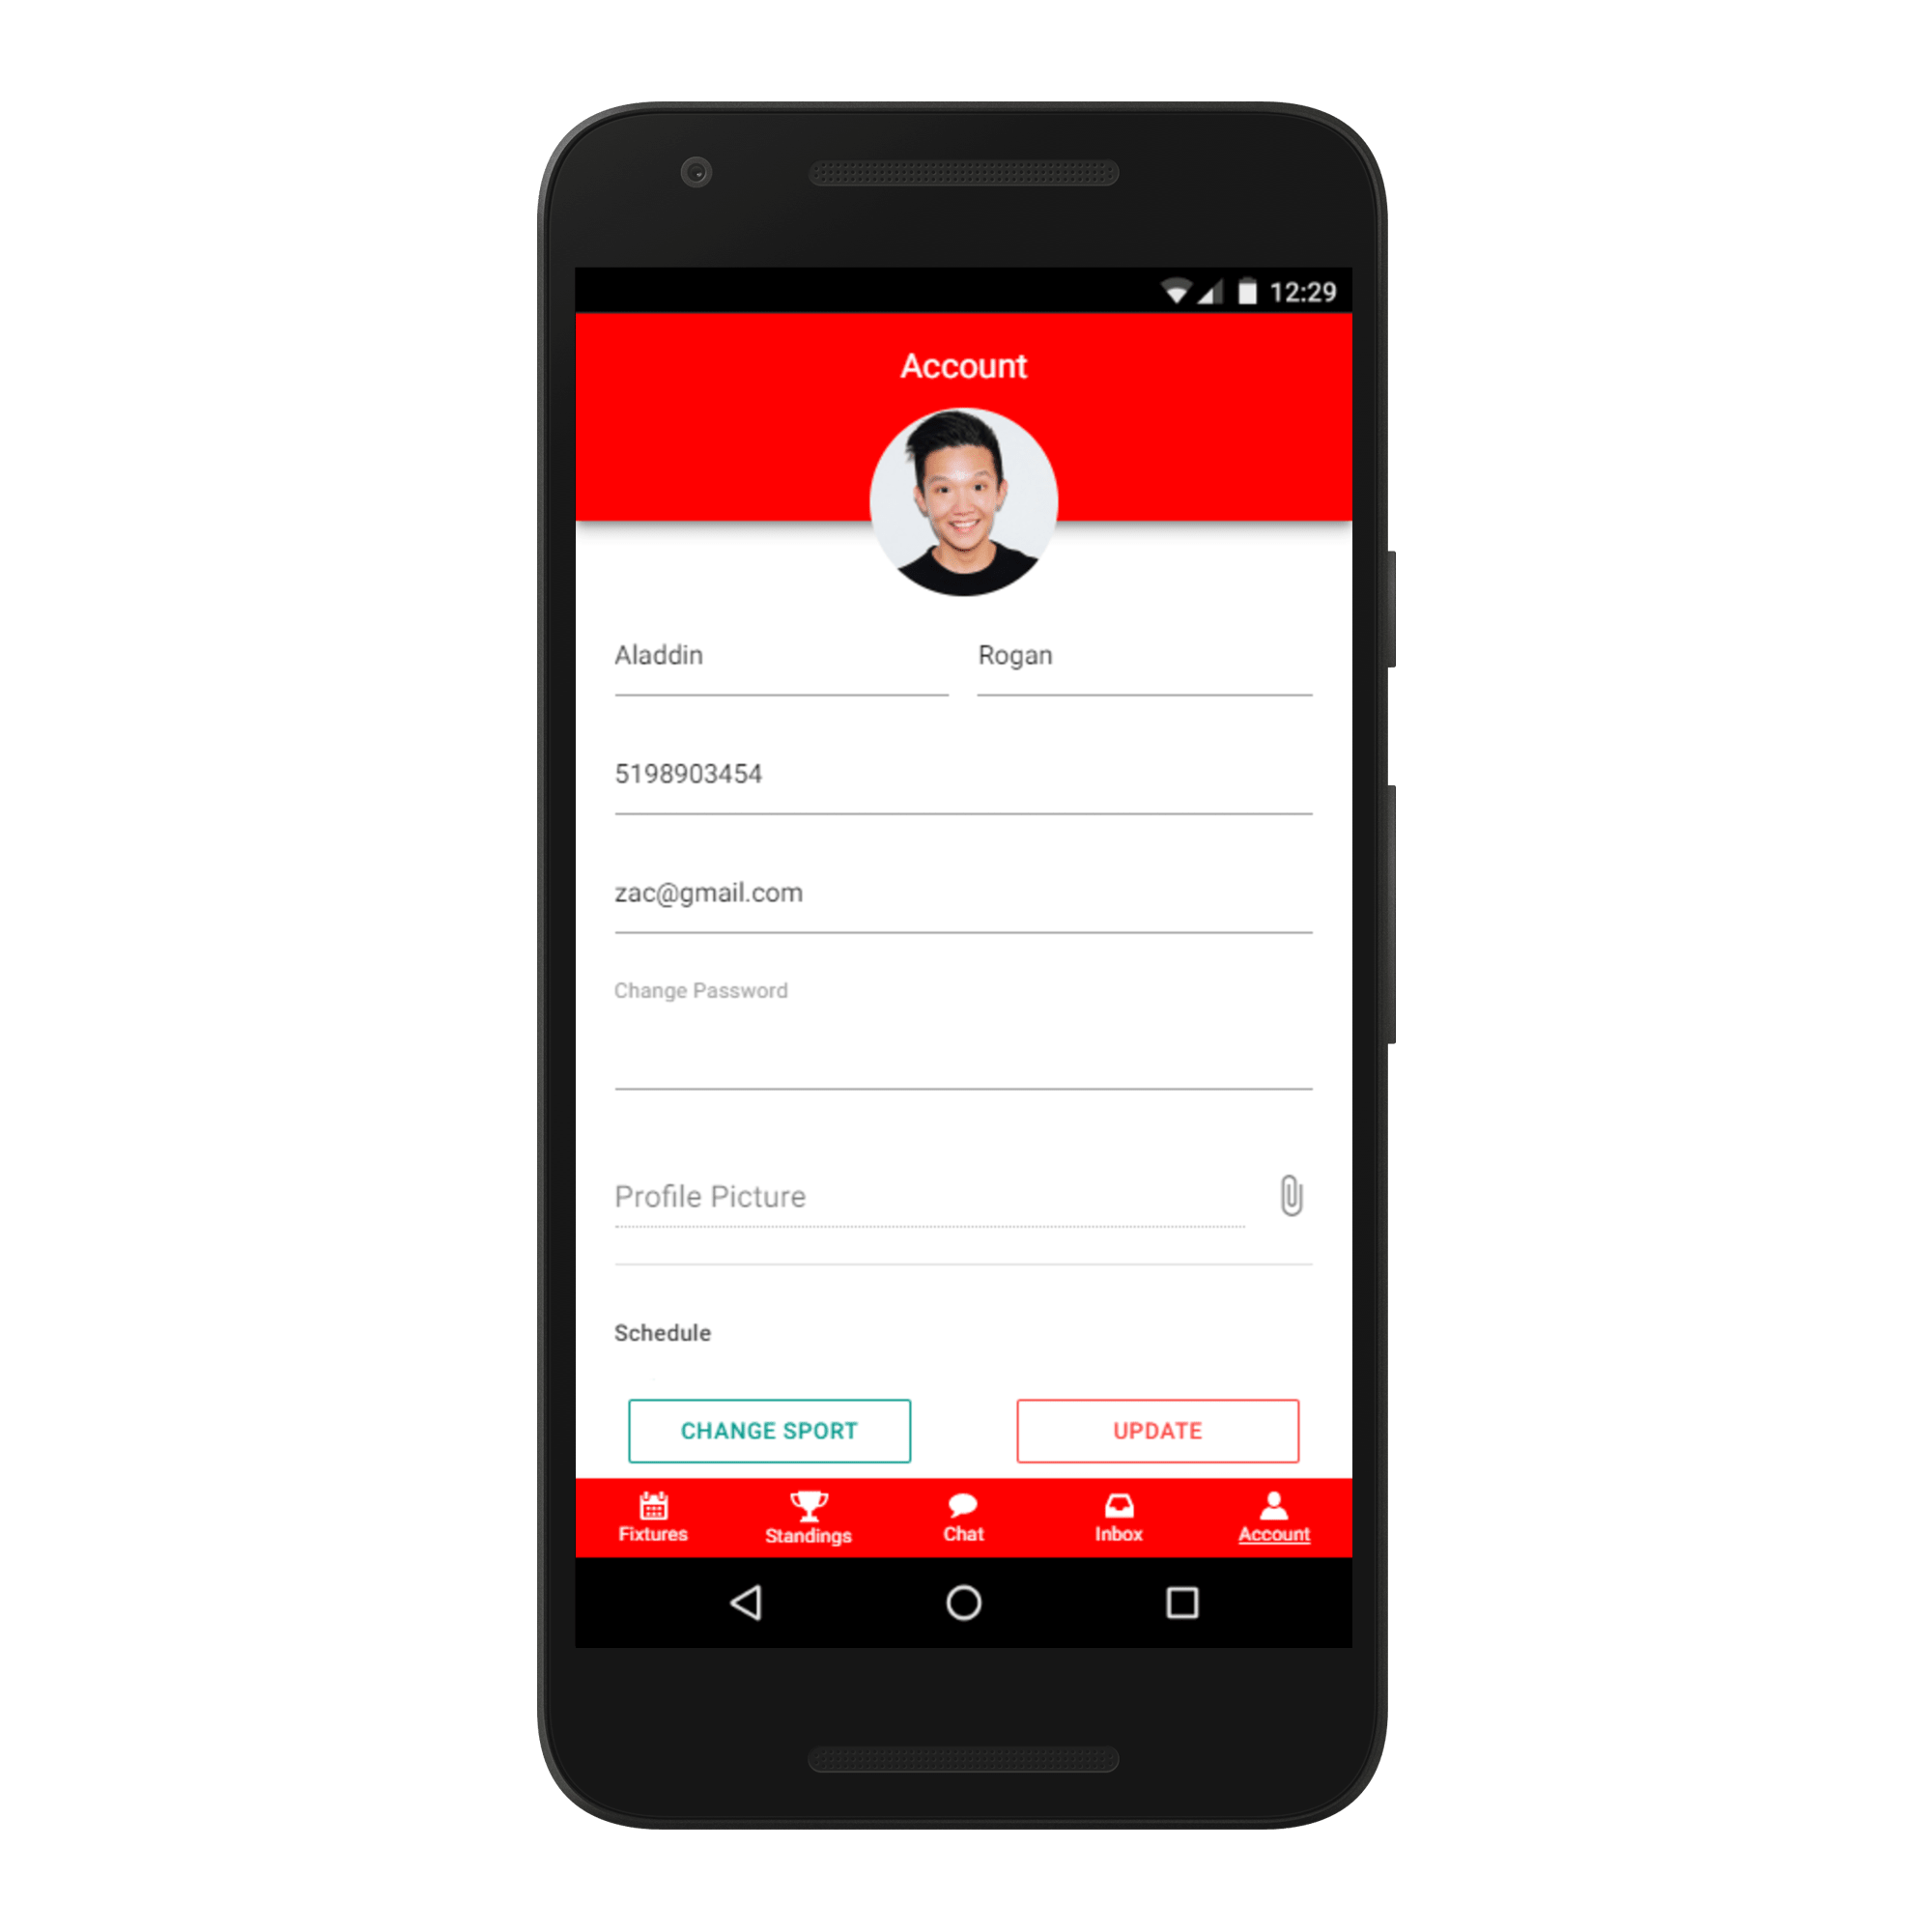 12:29
Account
Aladdin Rogan
5198903454
zac@gmail.com
Change Password
Profile Picture
Schedule
CHANGE SPORT UPDATE
Fixtures Standings Chat Inbox Account